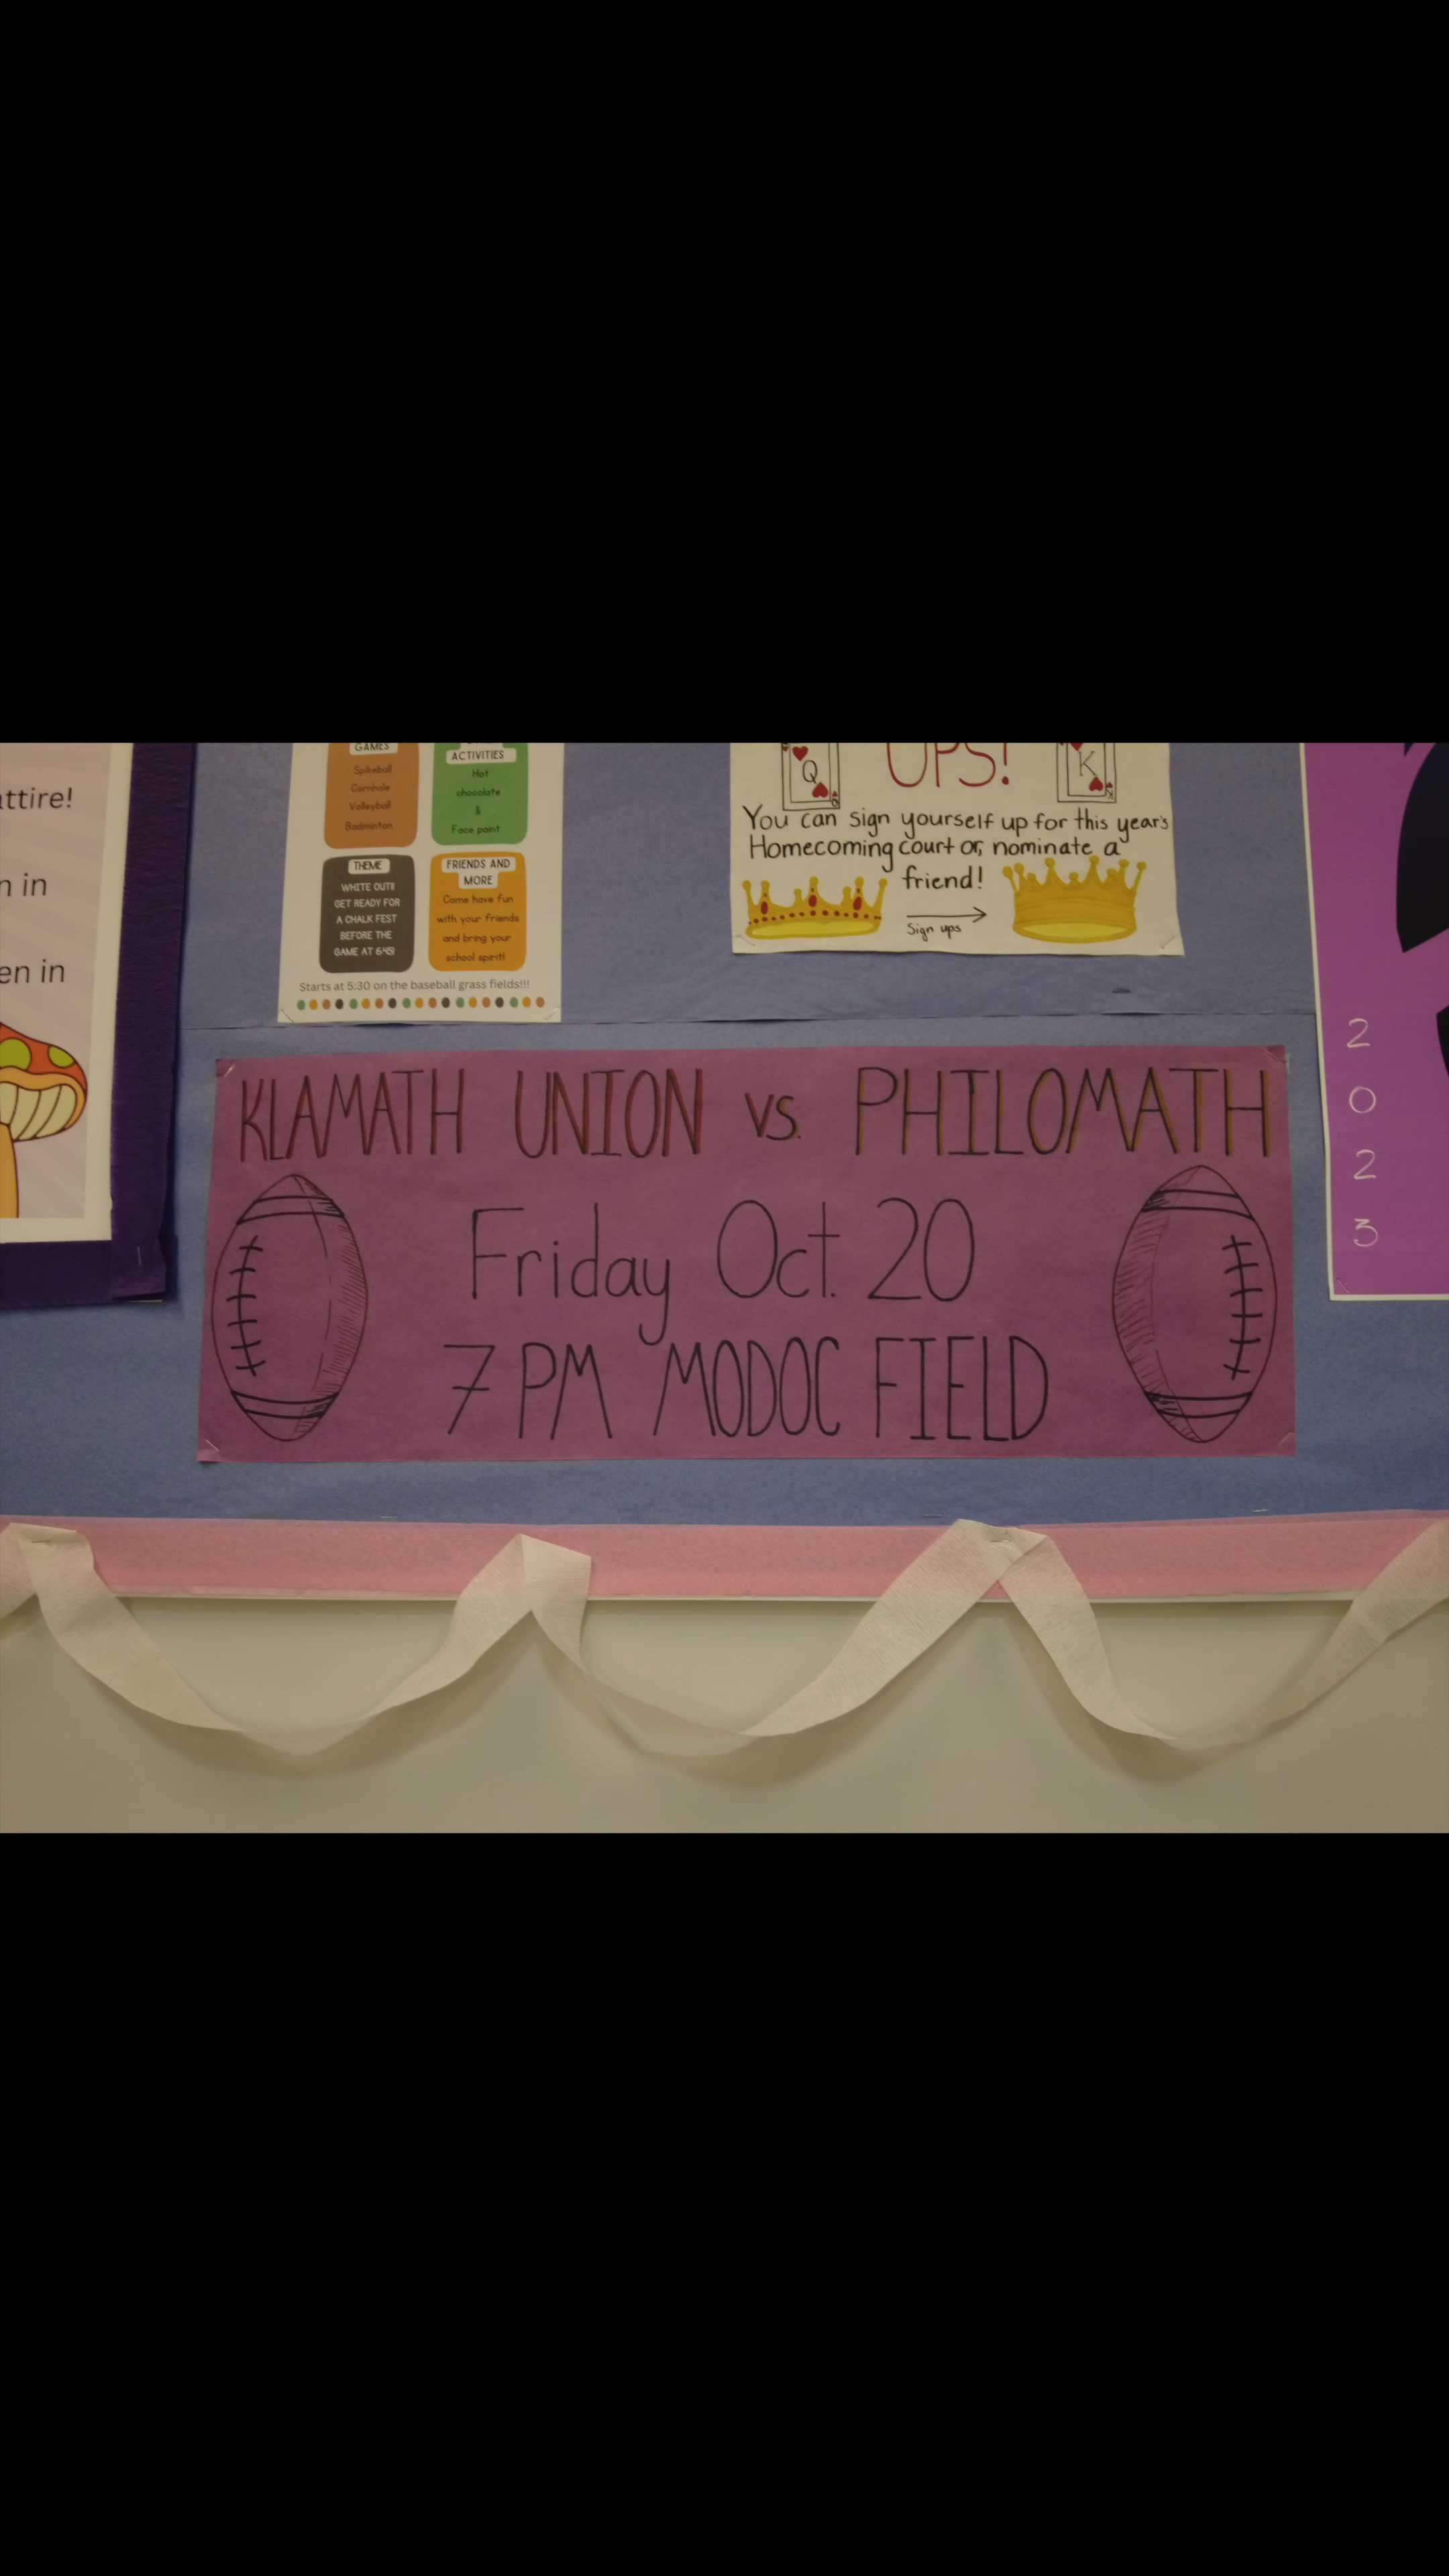 attire!
n in
en in
GAMES
Spikeball
Cornhole
Volleyball
Badminton
ACTIVITIES
Hot
chocolate
&
Face paint
THEME
WHITE OUT!!
GET READY FOR
A CHALK FEST
BEFORE THE
GAME AT 6:45!
FRIENDS AND
MORE
Come have fun
with your friends
and bring your
school spirit!
Starts at 5:30 on the baseball grass fields!!!
Q
UPS!
K
You can sign yourself up for this year's
Homecoming court or, nominate a
friend!
Sign ups
2
0
2
3
KLAMATH UNION VS. PHILOMATH
Friday Oct. 20
7 PM MODOC FIELD